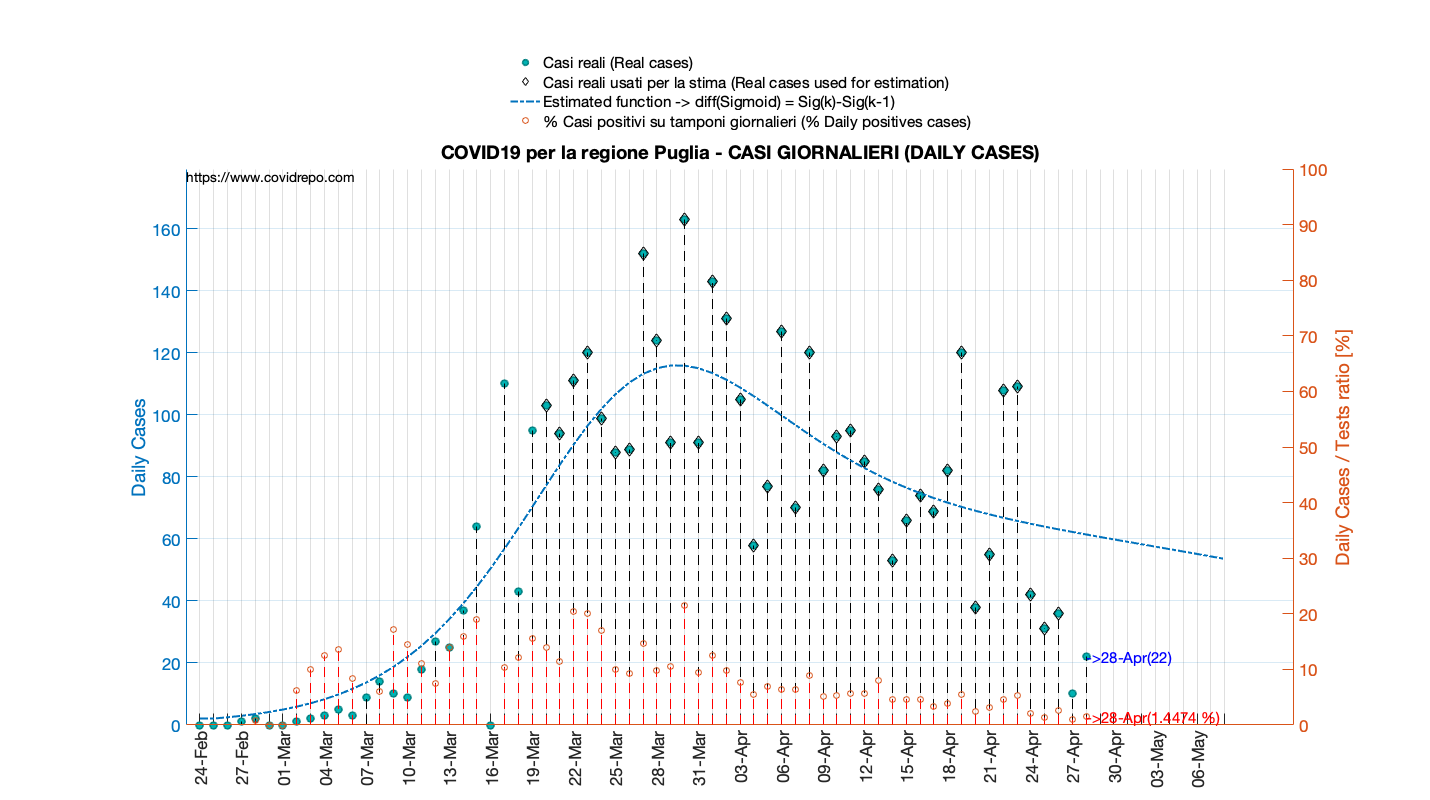 Casi reali (Real cases)
Casi reali usati per la stima (Real cases used for estimation)
Estimated function -> diff(Sigmoid) = Sig(k)-Sig(k-1)
% Casi positivi su tamponi giornalieri (% Daily positives cases)
COVID19 per la regione Puglia - CASI GIORNALIERI (DAILY CASES)
https://www.covidrepo.com
Daily Cases
160
140
120
100
80
60
40
20
0
100
90
80
70
60
50
40
30
20
10
0
Daily Cases / Tests ratio [%]
->28-Apr(22)
->28-Apr(1.4474 %)
24-Feb
27-Feb
01-Mar
04-Mar
07-Mar
10-Mar
13-Mar
16-Mar
19-Mar
22-Mar
25-Mar
28-Mar
31-Mar
03-Apr
06-Apr
09-Apr
12-Apr
15-Apr
18-Apr
21-Apr
24-Apr
27-Apr
30-Apr
03-May
06-May